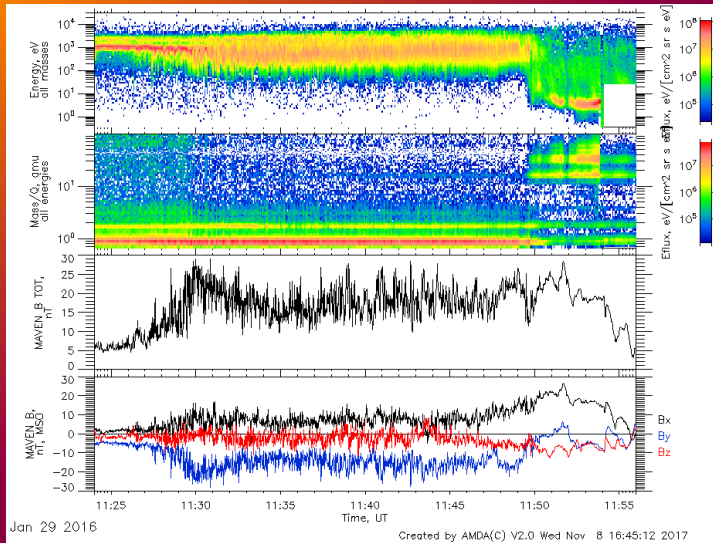 Energy, eV
all masses
10⁴
10³
10²
10¹
10⁰
10⁸
10⁷
10⁶
10⁵
Eflux, eV/[cm^2 sr s eV]
Mass/Q, amu
all energies
10¹
10⁰
10⁷
10⁶
10⁵
Eflux, eV/[cm^2 sr s eV]
MAVEN_B TOT,
nT
30
25
20
15
10
5
0
MAVEN_B,
nT, MSO
30
20
10
0
-10
-20
-30
Bx
By
Bz
11:25 11:30 11:35 11:40 11:45 11:50 11:55
Time, UT
Jan 29 2016
Created by AMDA(C) V2.0 Wed Nov 8 16:45:12 2017